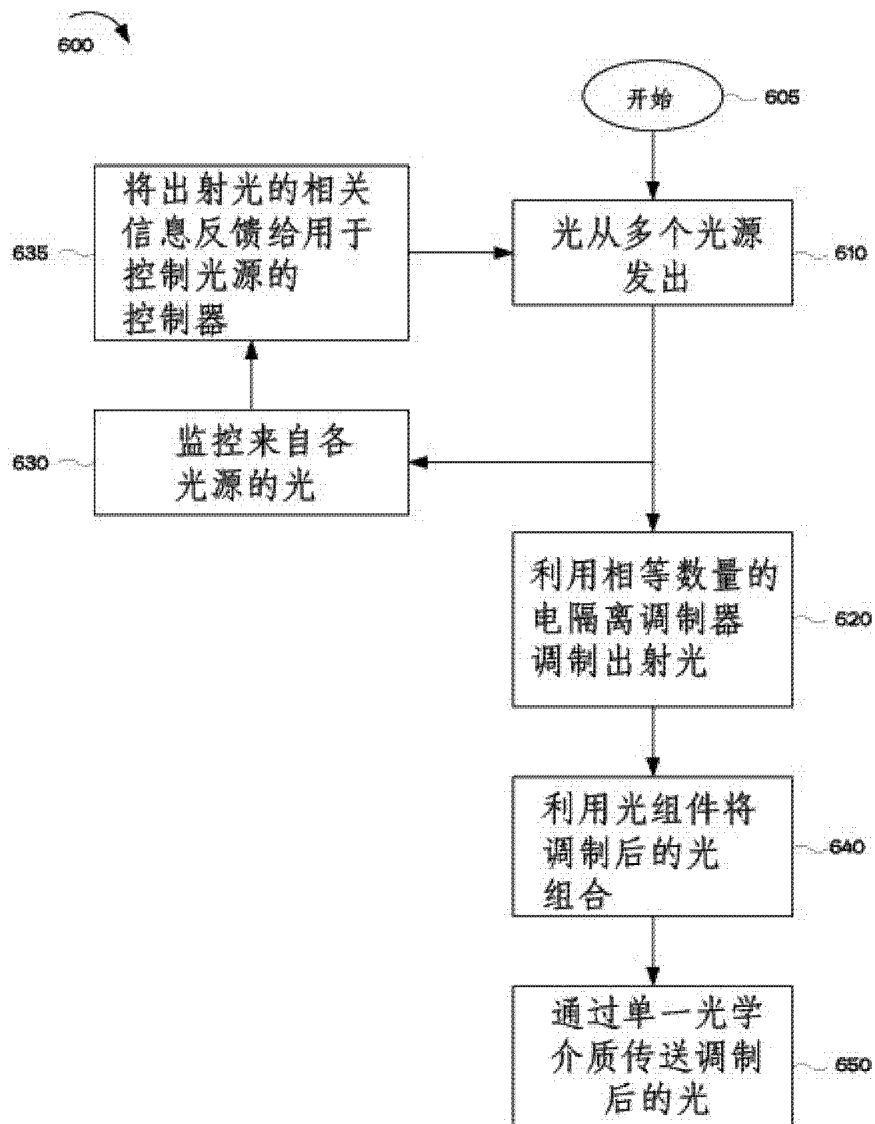 600
开始
605
将出射光的相关
信息反馈给用于
控制光源的
控制器
635
光从多个光源
发出
610
监控来自各
光源的光
630
利用相等数量的
电隔离调制器
调制出射光
620
利用光组件将
调制后的光
组合
640
通过单一光学
介质传送调制
后的光
650